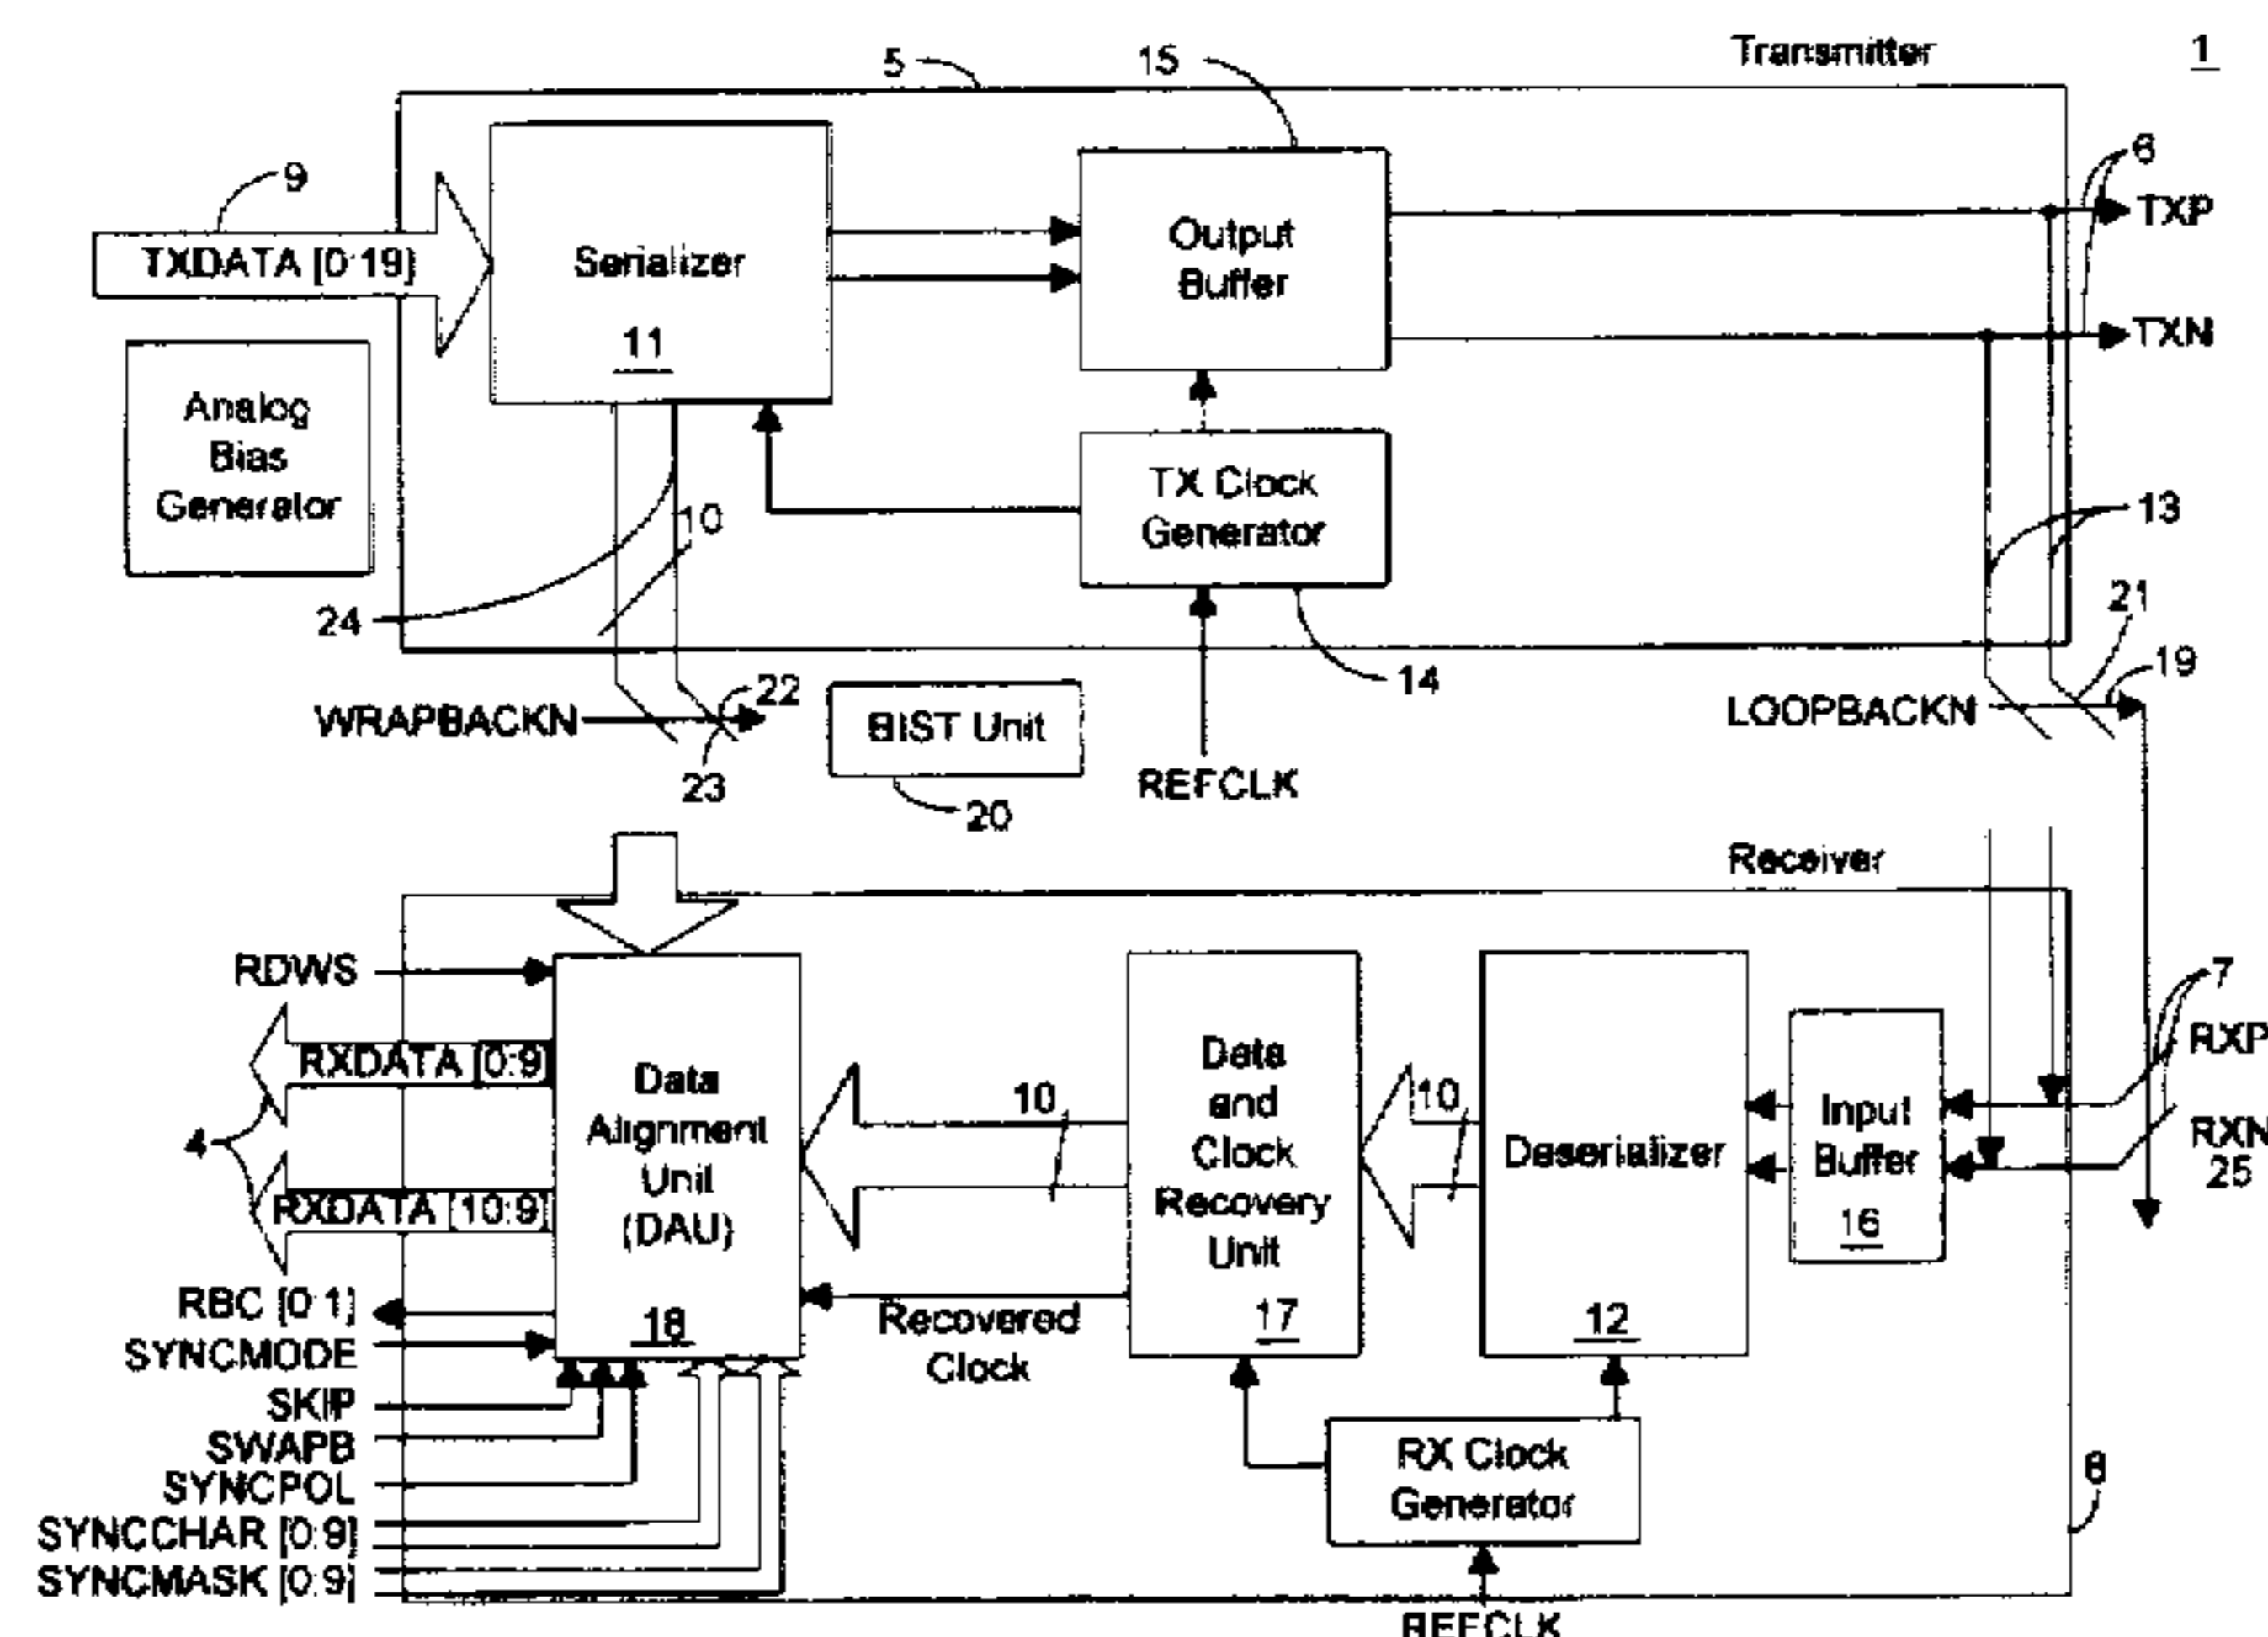 Transmitter
1
5
15
9
6
TXDATA [0:19]
Serializer
11
Output
Buffer
TXP
TXN
Analog
Bias
Generator
TX Clock
Generator
10
13
24
21
19
14
WRAPBACKN
22
23
BIST Unit
20
REFCLK
LOOPBACKN
Receiver
RDWS
RXDATA [0:9]
4
RXDATA [10:9]
RBC [0:1]
SYNCMODE
SKIP
SWAPB
SYNCPOL
SYNCCHAR [0:9]
SYNCMASK [0:9]
Data
Alignment
Unit
(DAU)
18
10
Recovered
Clock
Data
and
Clock
Recovery
Unit
17
10
Deserializer
12
Input
Buffer
16
7
RXP
RXN
25
RX Clock
Generator
8
REFCLK